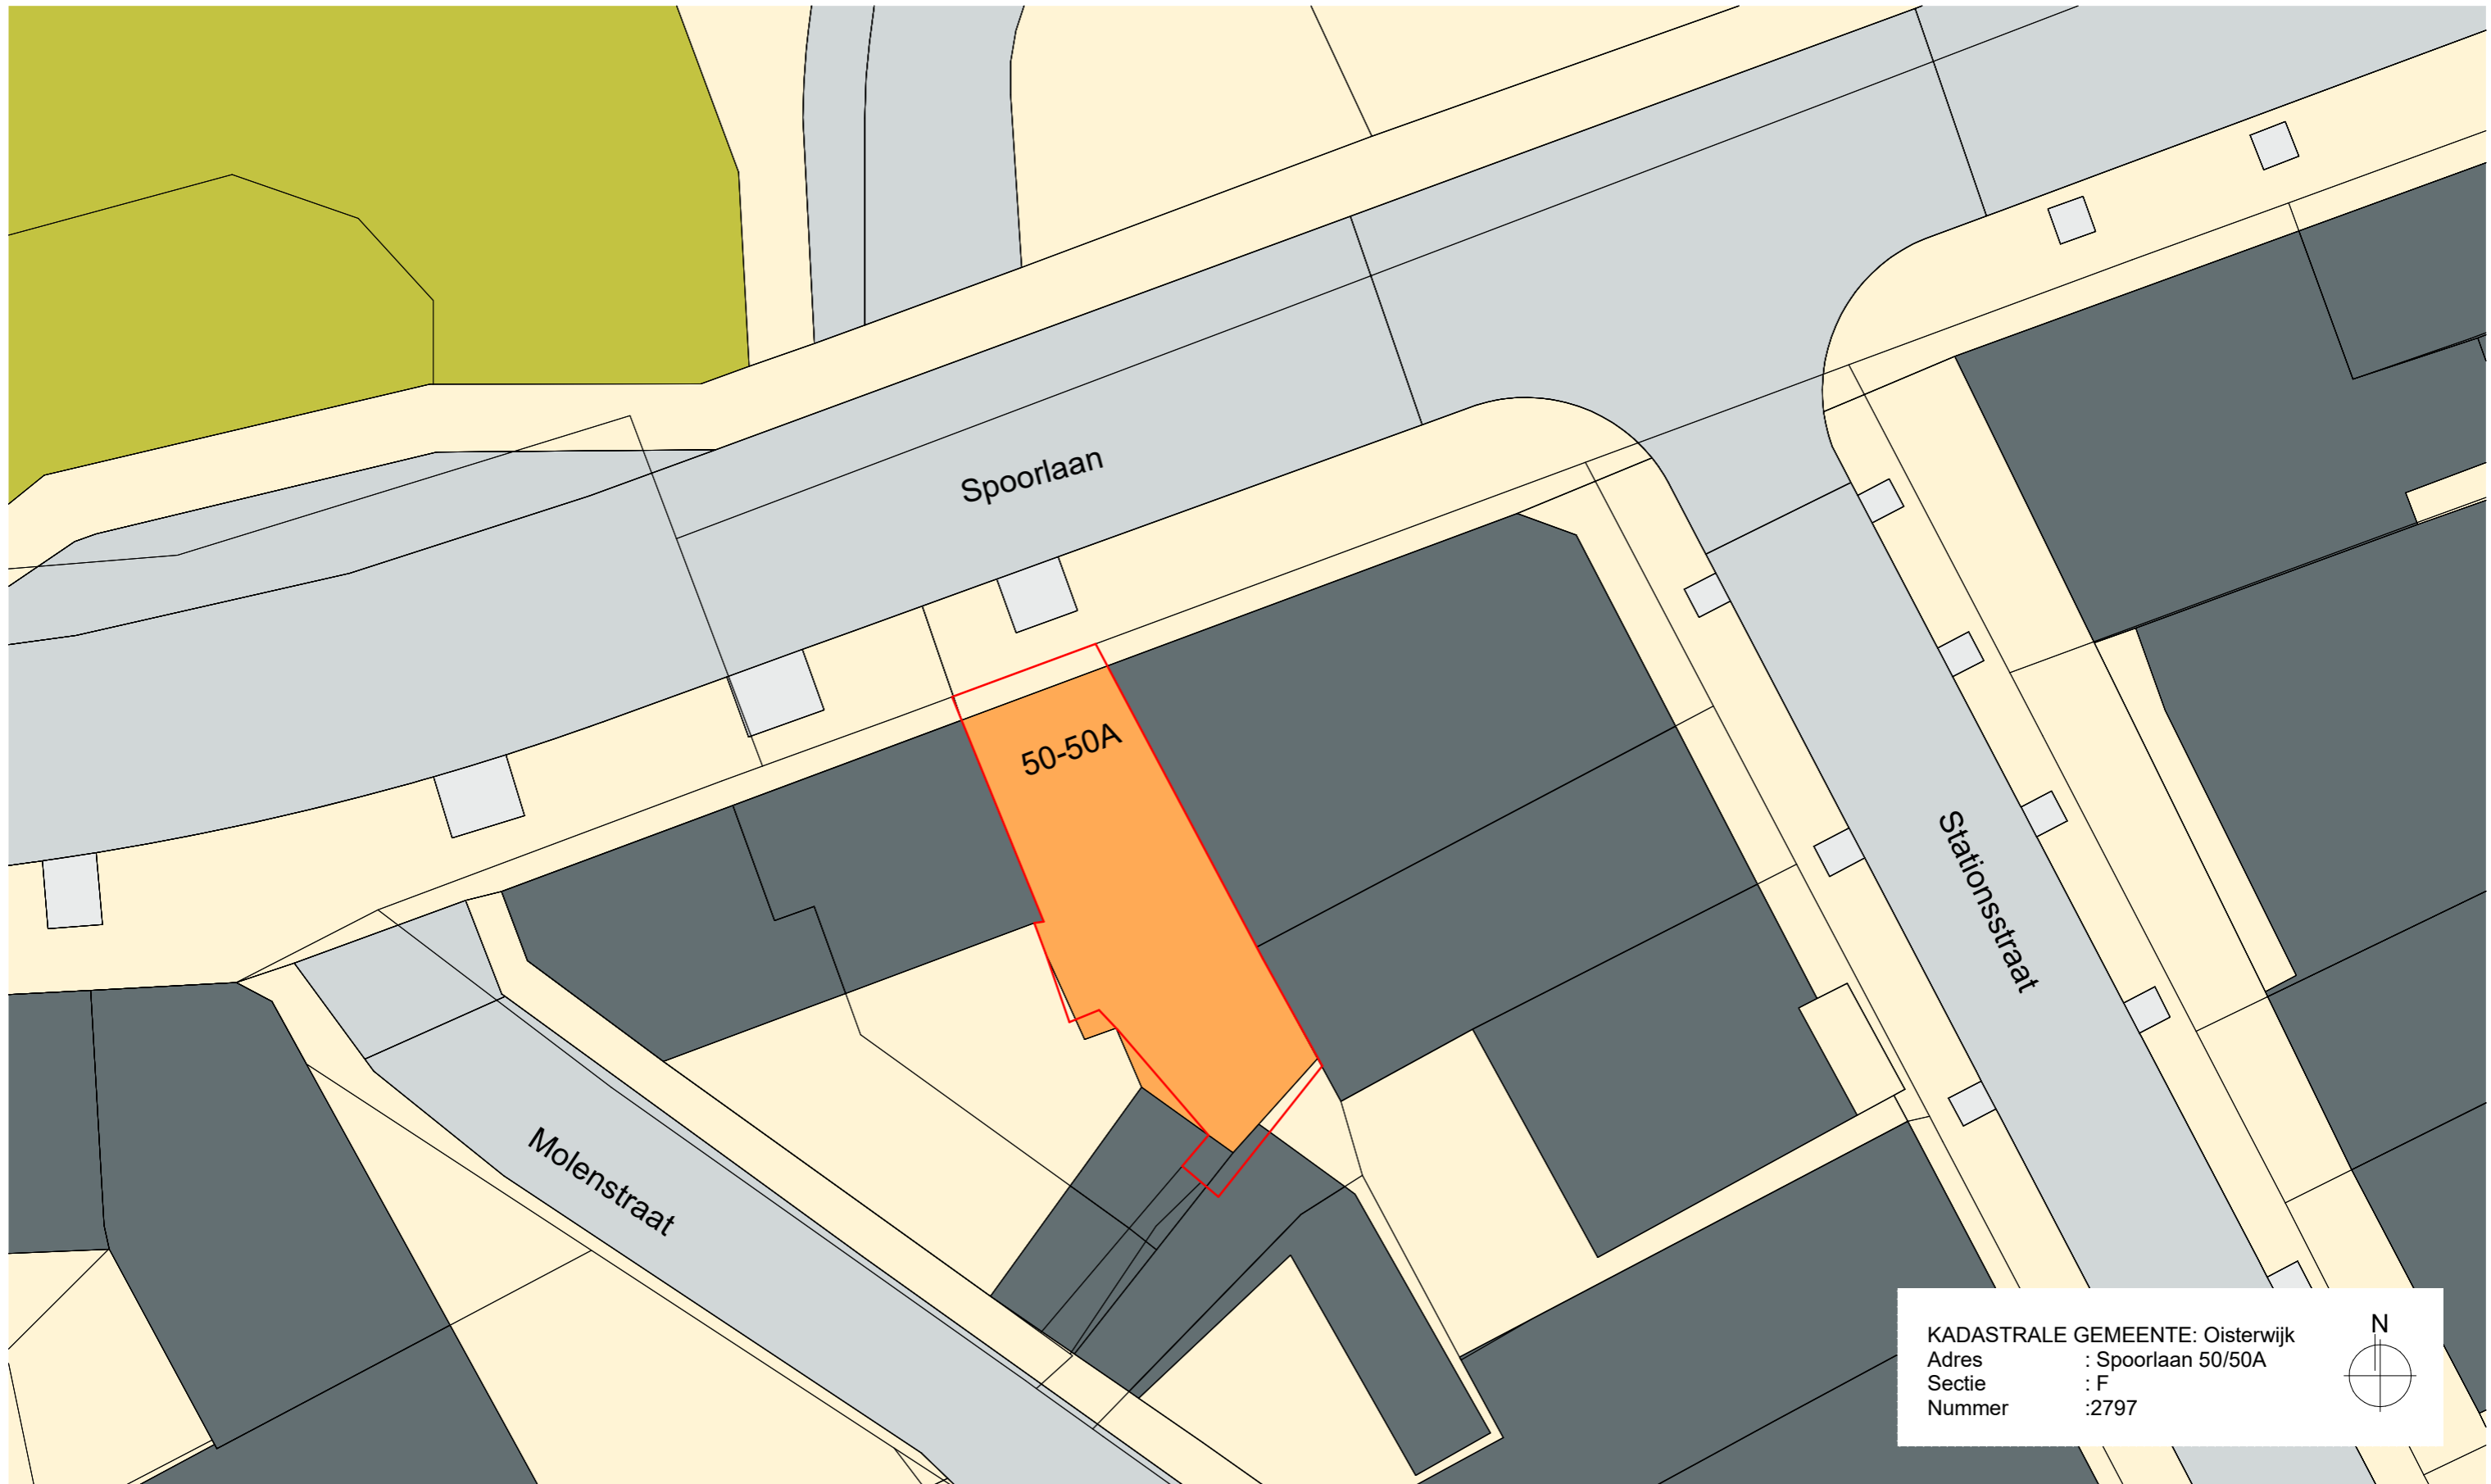 Spoorlaan
50-50A
Stationsstraat
Molenstraat
N
KADASTRALE GEMEENTE: Oisterwijk
Adres : Spoorlaan 50/50A
Sectie : F
Nummer :2797